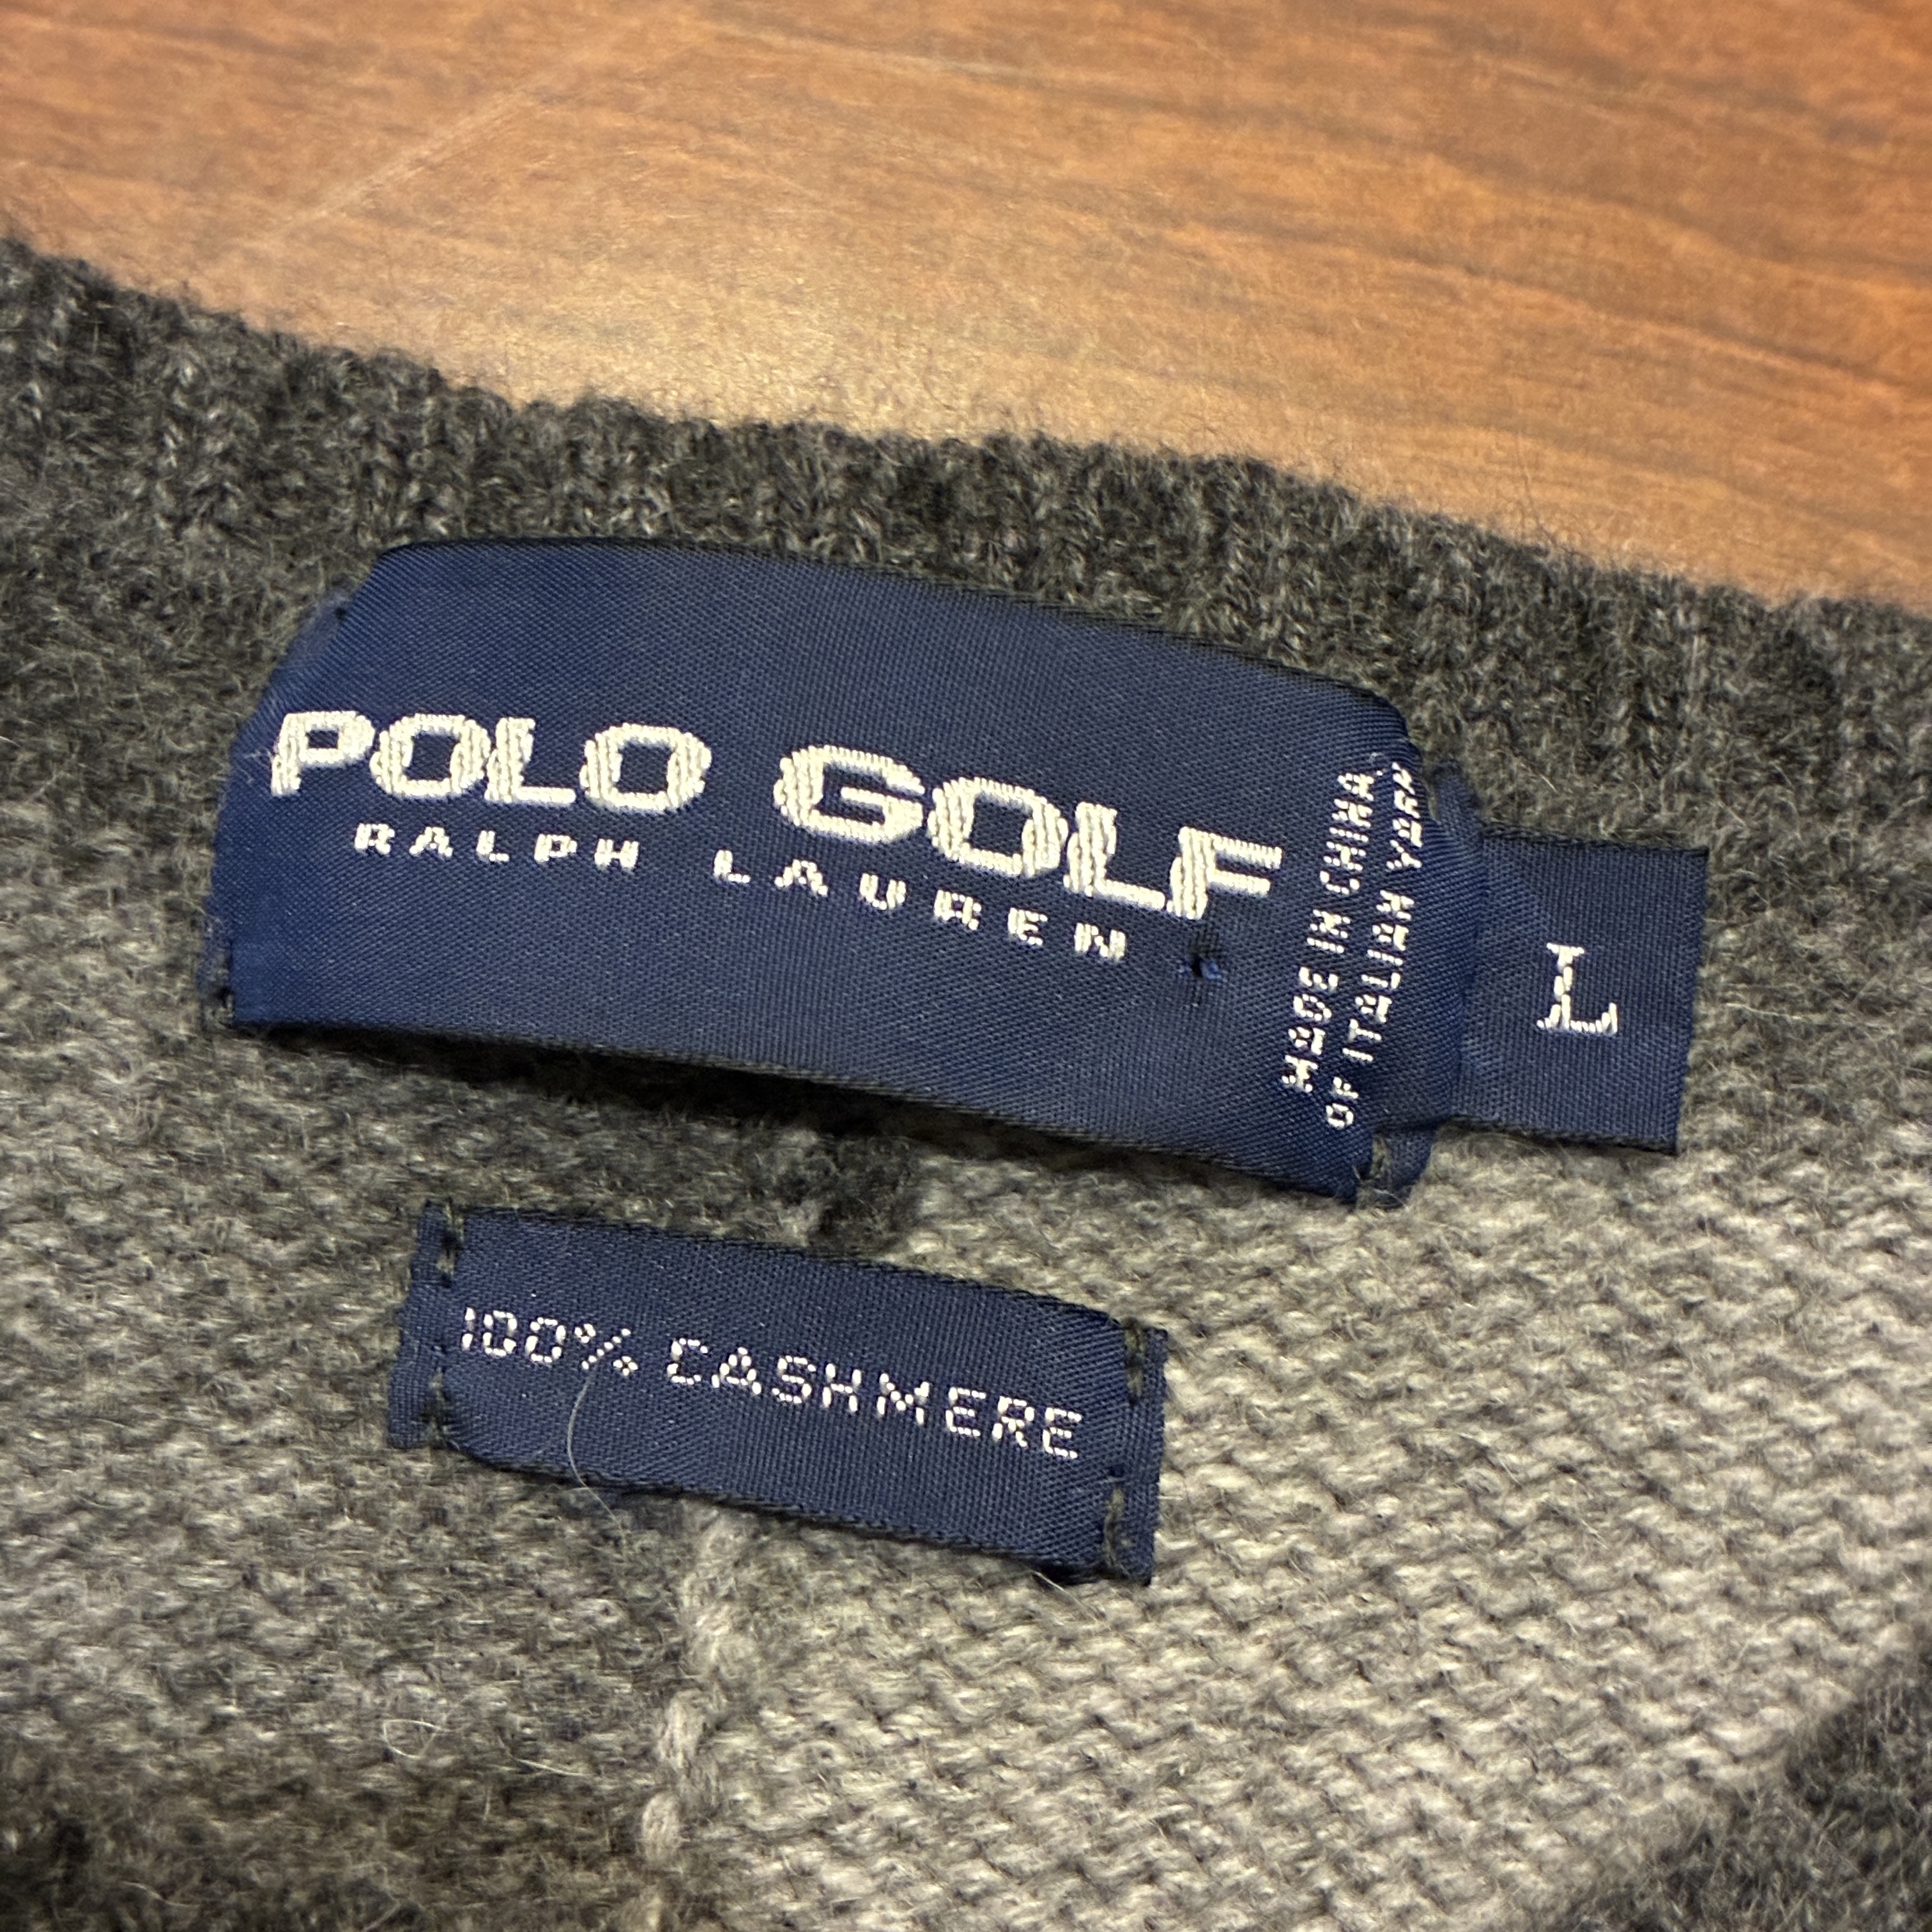 POLO GOLF
RALPH LAUREN
MADE IN CHINA
OF ITALIAN YARN
L
100% CASHMERE